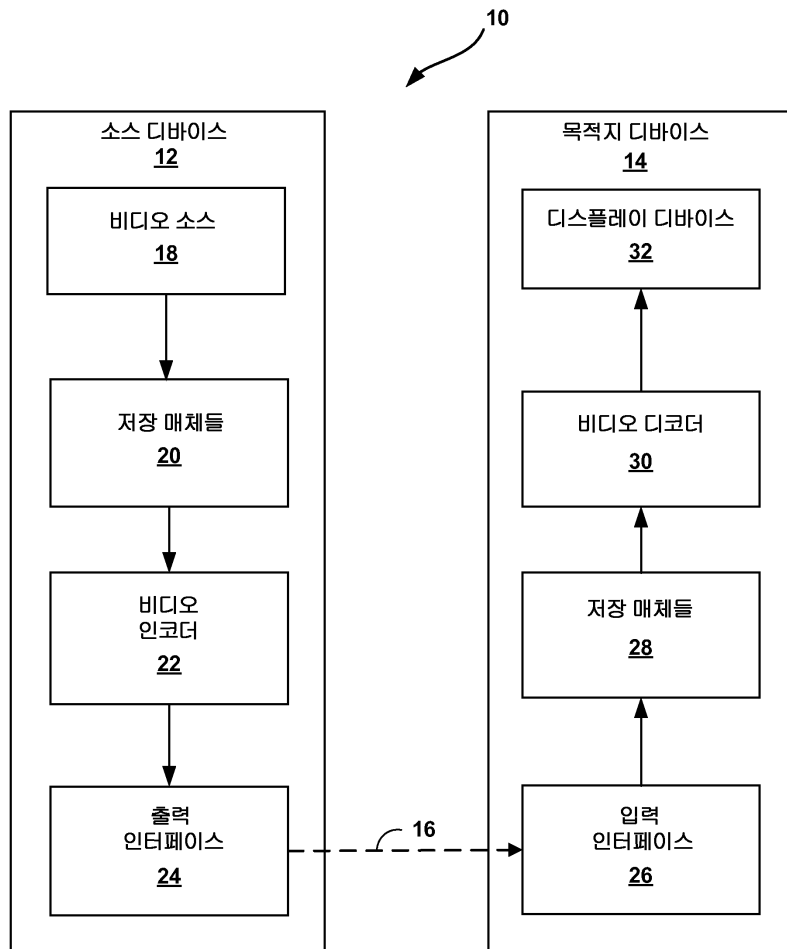 10
소스 디바이스
12
비디오 소스
18
저장 매체들
20
비디오
인코더
22
출력
인터페이스
24
16
목적지 디바이스
14
디스플레이 디바이스
32
비디오 디코더
30
저장 매체들
28
입력
인터페이스
26